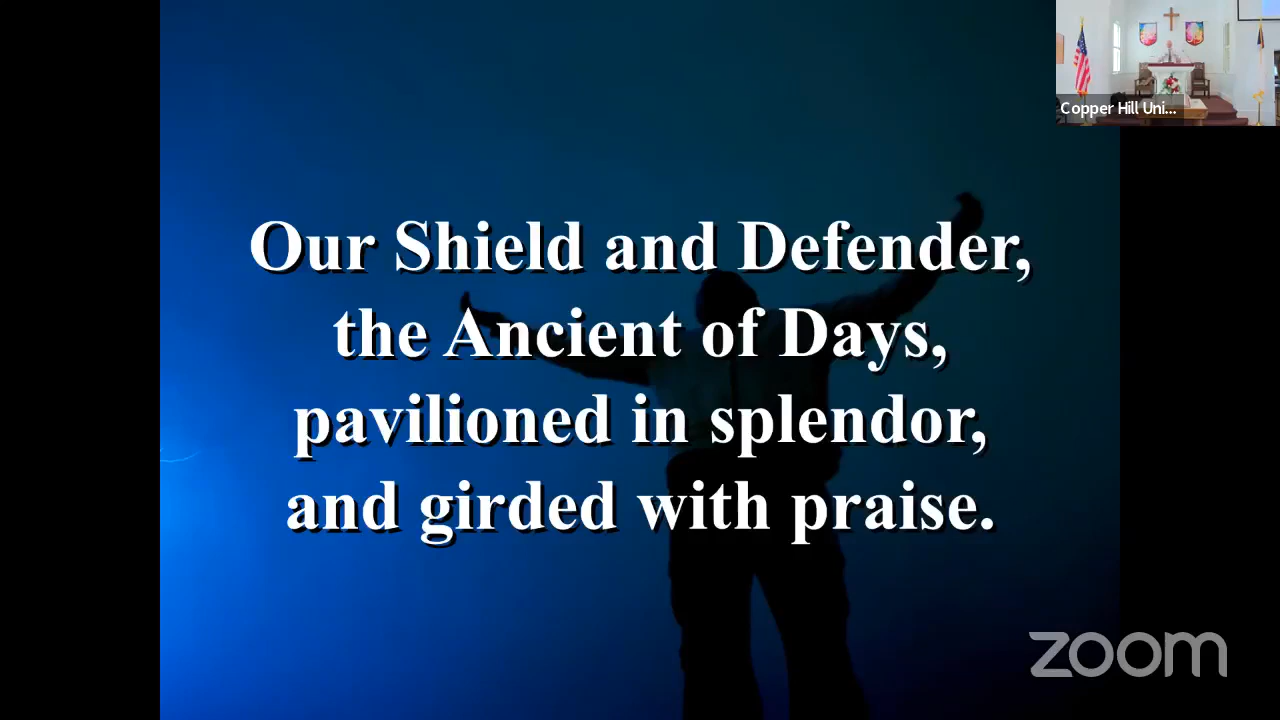 Copper Hill Uni...
Our Shield and Defender,
the Ancient of Days,
pavilioned in splendor,
and girded with praise.
zoom